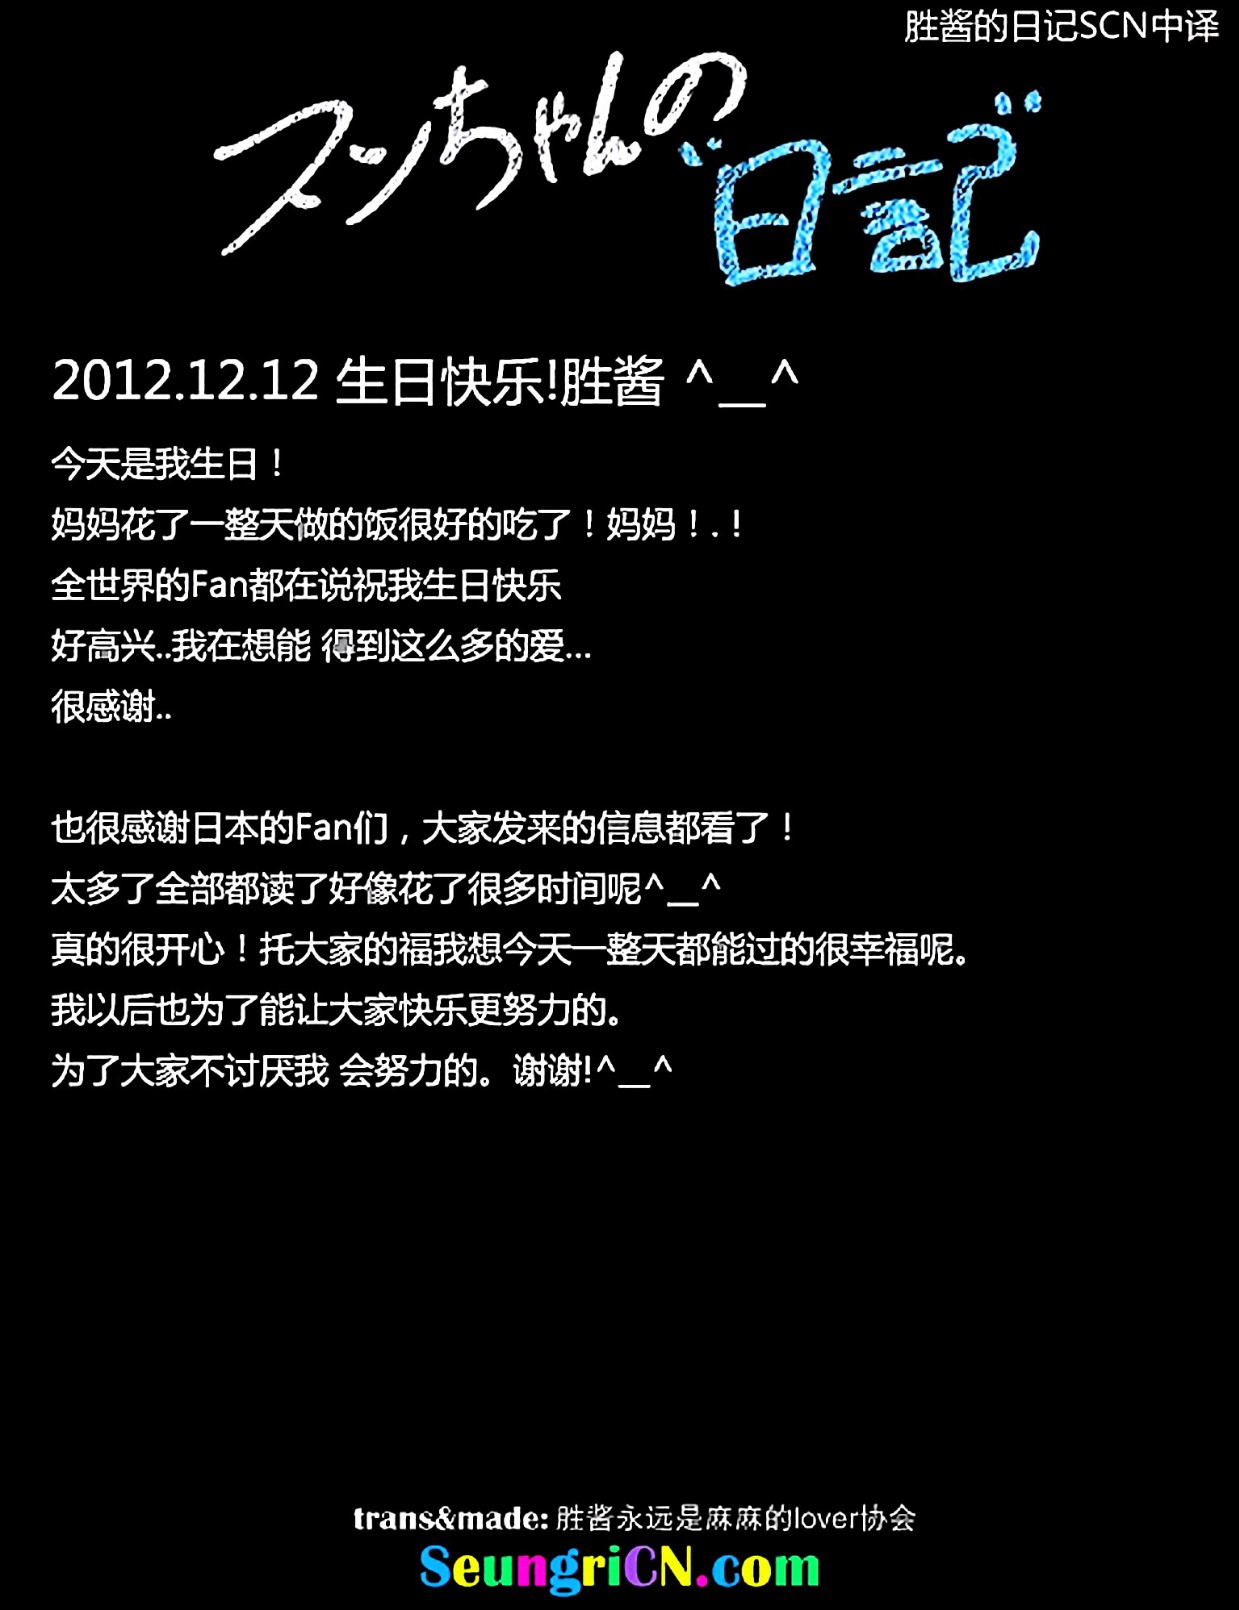 胜酱的日记SCN中译
スンちゃんの
日記
2012.12.12 生日快乐!胜酱 ^__^
今天是我生日！
妈妈花了一整天做的饭很好的吃了！妈妈！.！
全世界的Fan都在说祝我生日快乐
好高兴..我在想能 得到这么多的爱...
很感谢..
也很感谢日本的Fan们，大家发来的信息都看了！
太多了全部都读了好像花了很多时间呢^__^
真的很开心！托大家的福我想今天一整天都能过的很幸福呢。
我以后也为了能让大家快乐更努力的。
为了大家不讨厌我 会努力的。谢谢!^__^
trans&made: 胜酱永远是麻麻的lover协会
SeungriCN.com